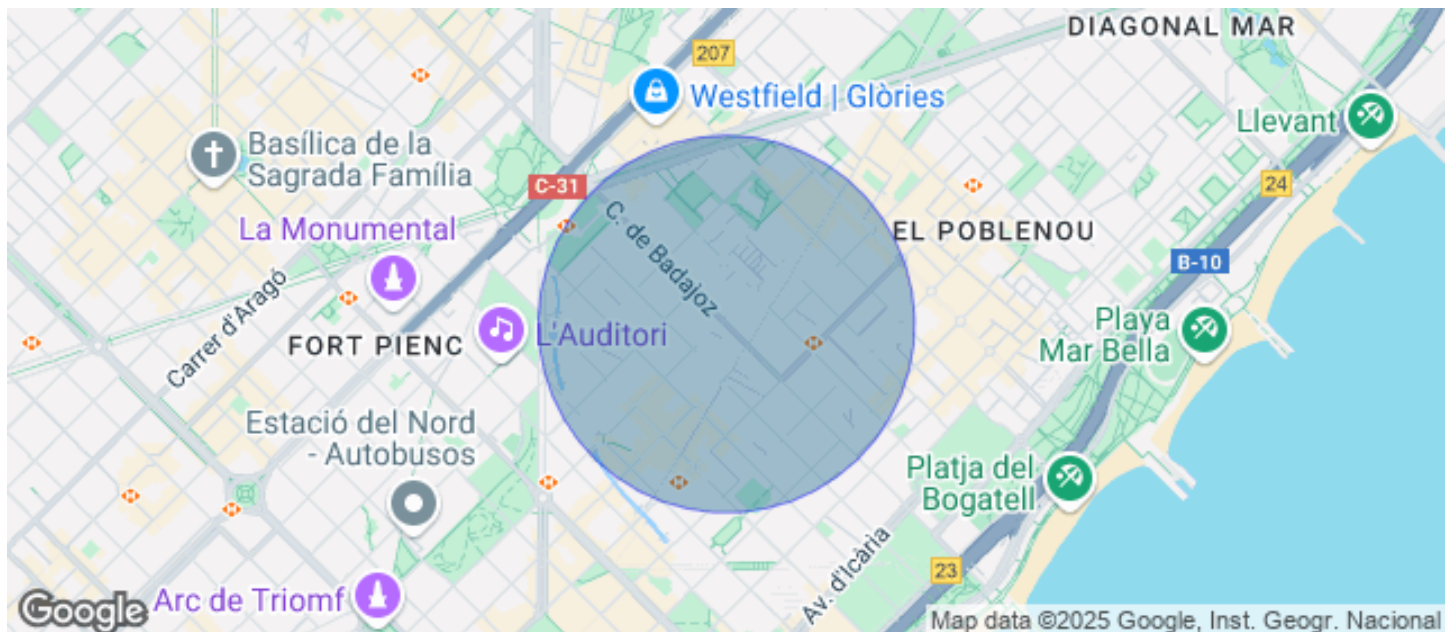 DIAGONAL MAR
207
Westfield | Glòries
Llevant
Basílica de la
Sagrada Família
C-31
24
La Monumental
C. de Badajoz
EL POBLENOU
B-10
Carrer d'Aragó
FORT PIENC
L'Auditori
Playa
Mar Bella
Estació del Nord
- Autobusos
Platja del
Bogatell
Av. d'Icària
23
Arc de Triomf
Google
Map data ©2025 Google, Inst. Geogr. Nacional